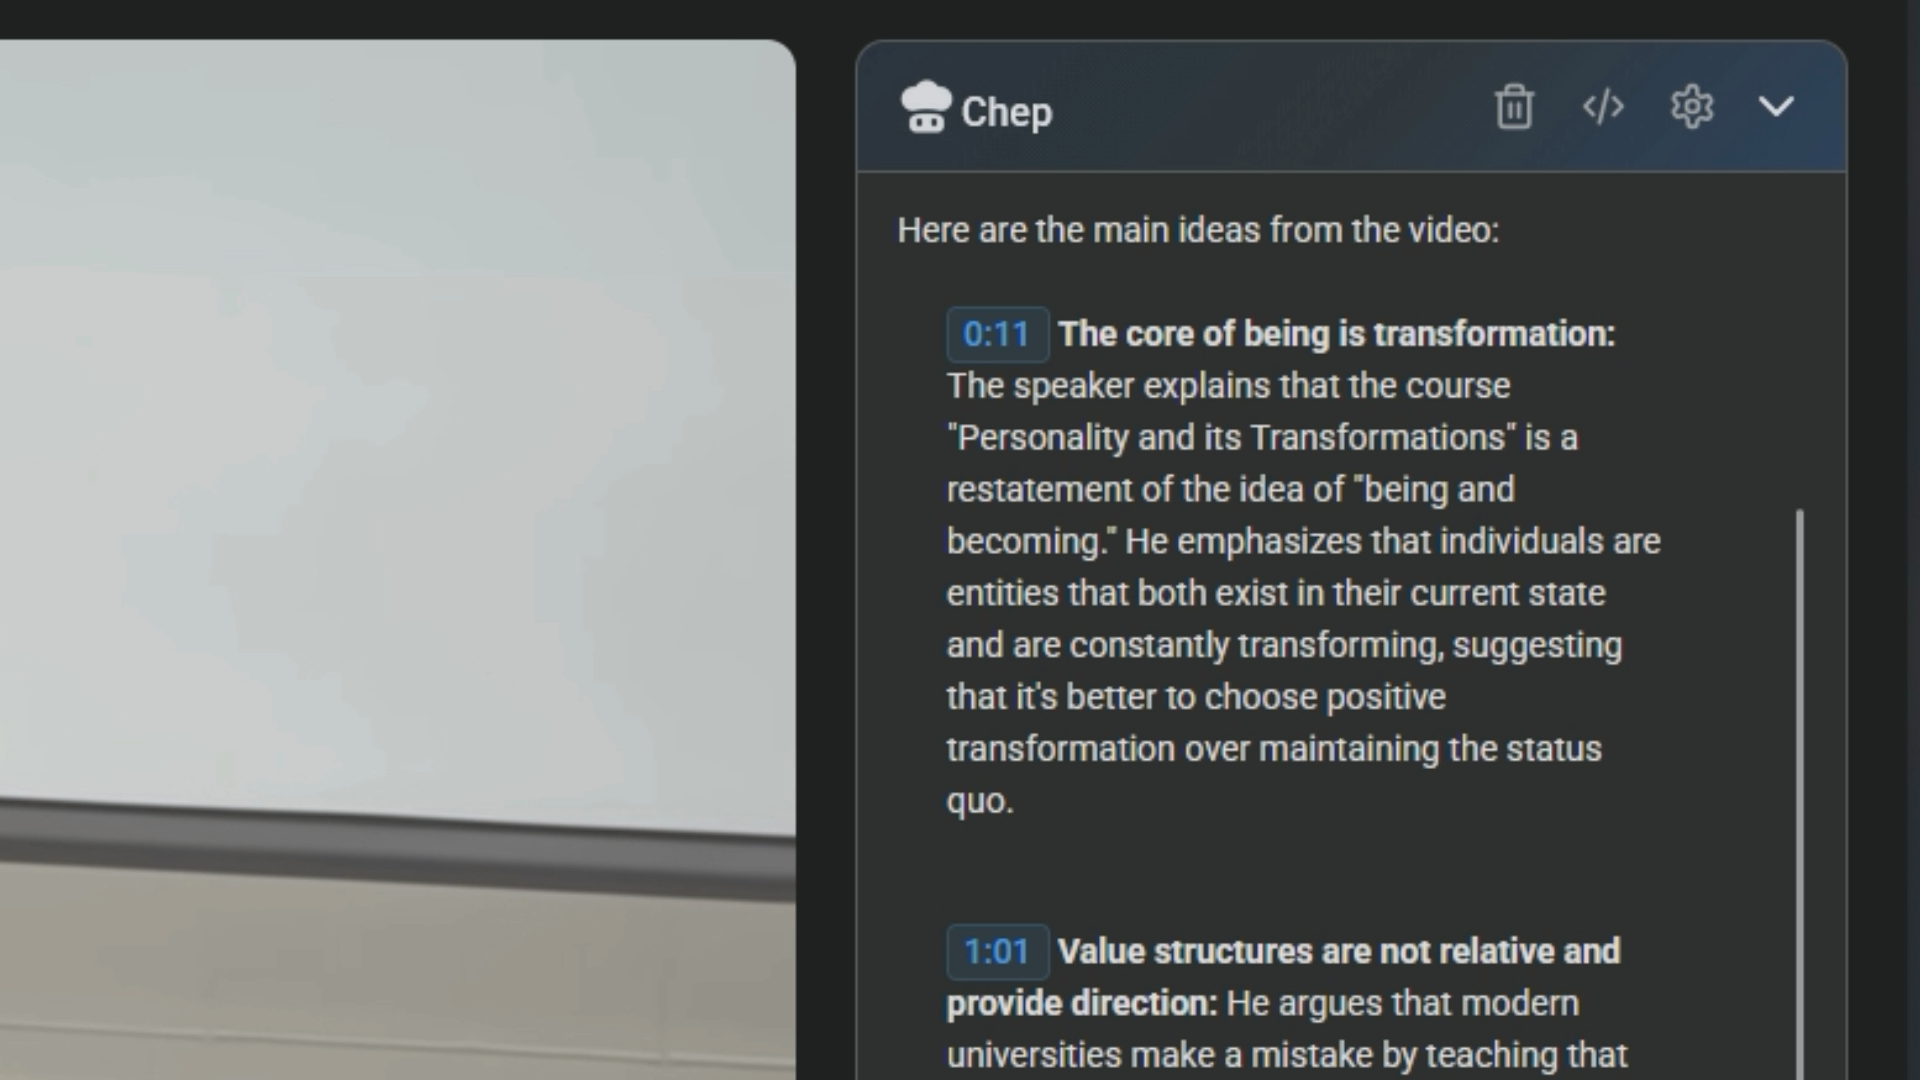 Chep
Here are the main ideas from the video:
0:11 The core of being is transformation:
The speaker explains that the course
"Personality and its Transformations" is a
restatement of the idea of "being and
becoming." He emphasizes that individuals are
entities that both exist in their current state
and are constantly transforming, suggesting
that it's better to choose positive
transformation over maintaining the status
quo.
1:01 Value structures are not relative and
provide direction: He argues that modern
universities make a mistake by teaching that